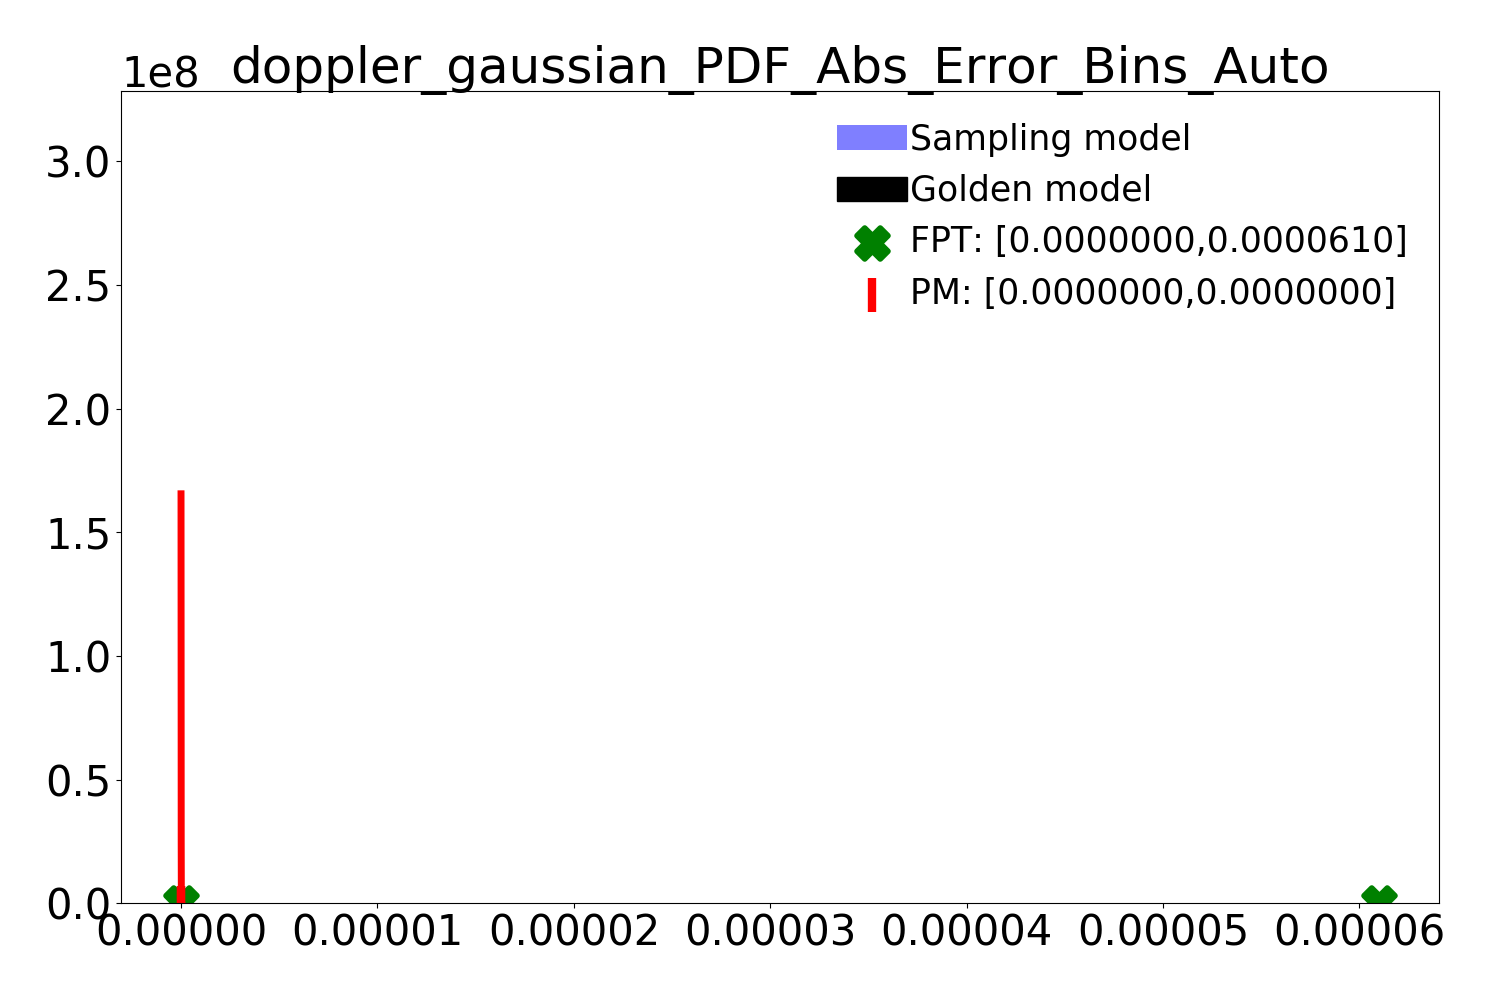 1e8 doppler_gaussian_PDF_Abs_Error_Bins_Auto
Sampling model
Golden model
FPT: [0.0000000,0.0000610]
PM: [0.0000000,0.0000000]
3.0
2.5
2.0
1.5
1.0
0.5
0.0
0.00000 0.00001 0.00002 0.00003 0.00004 0.00005 0.00006